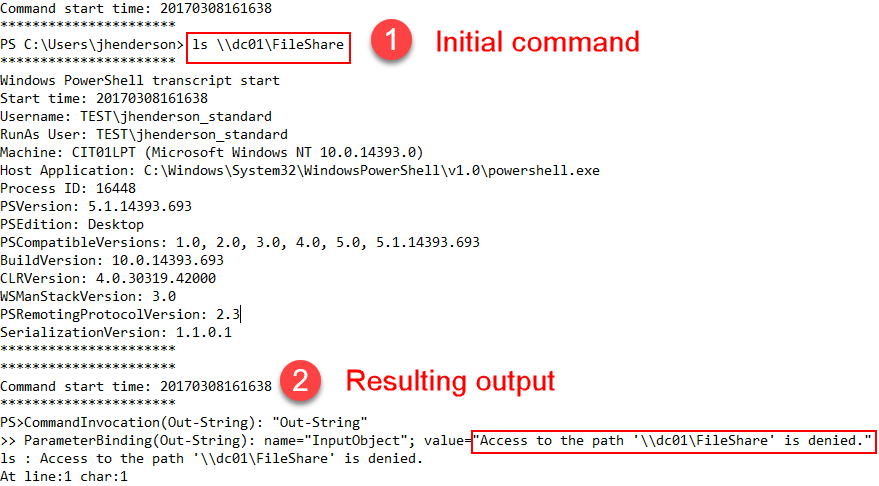 Command start time: 20170308161638
**********************
PS C:\Users\jhenderson> ls \\dc01\FileShare
1 Initial command
**********************
Windows PowerShell transcript start
Start time: 20170308161638
Username: TEST\jhenderson_standard
RunAs User: TEST\jhenderson_standard
Machine: CIT01LPT (Microsoft Windows NT 10.0.14393.0)
Host Application: C:\Windows\System32\WindowsPowerShell\v1.0\powershell.exe
Process ID: 16448
PSVersion: 5.1.14393.693
PSEdition: Desktop
PSCompatibleVersions: 1.0, 2.0, 3.0, 4.0, 5.0, 5.1.14393.693
BuildVersion: 10.0.14393.693
CLRVersion: 4.0.30319.42000
WSManStackVersion: 3.0
PSRemotingProtocolVersion: 2.3
SerializationVersion: 1.1.0.1
**********************
**********************
Command start time: 20170308161638
2 Resulting output
**********************
PS>CommandInvocation(Out-String): "Out-String"
>> ParameterBinding(Out-String): name="InputObject"; value="Access to the path '\\dc01\FileShare' is denied."
ls : Access to the path '\\dc01\FileShare' is denied.
At line:1 char:1